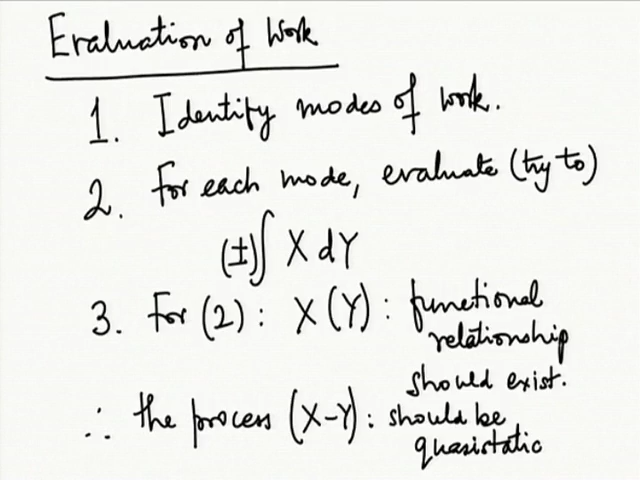 Evaluation of Work
1. Identify modes of work.
2. For each mode, evaluate (try to)
(±)∫ X dY
3. For (2): X(Y): functional
relationship
should exist.
∴ the process (X-Y): should be
quasistatic